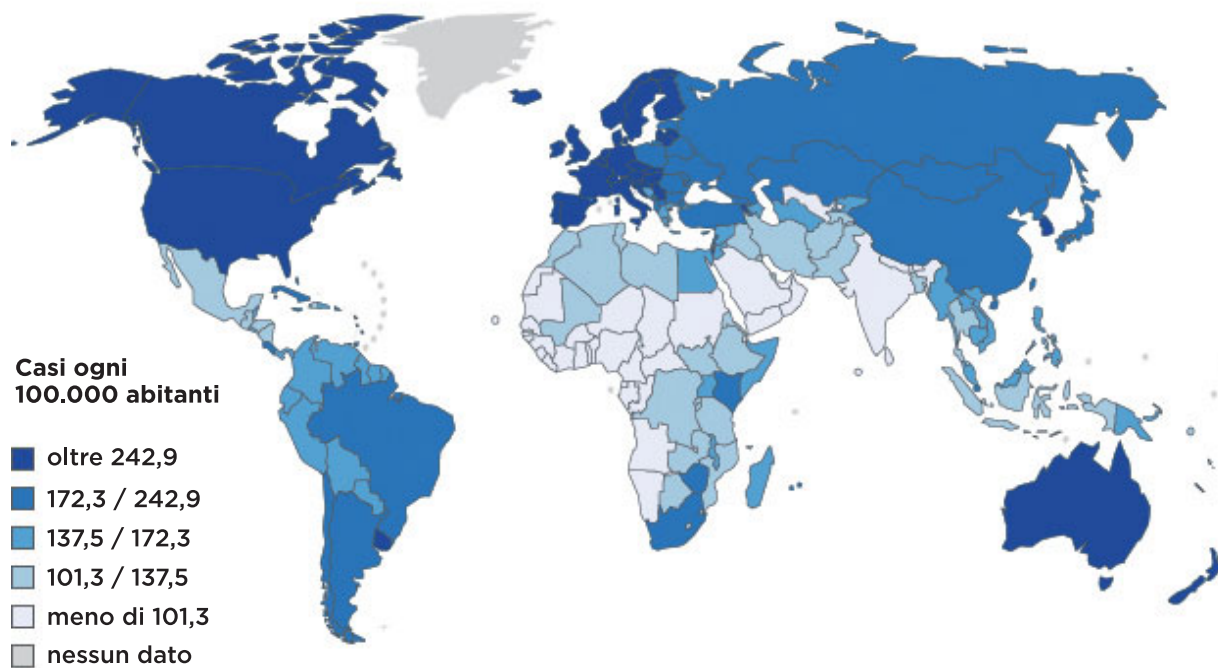 Casi ogni
100.000 abitanti
oltre 242,9
172,3 / 242,9
137,5 / 172,3
101,3 / 137,5
meno di 101,3
nessun dato